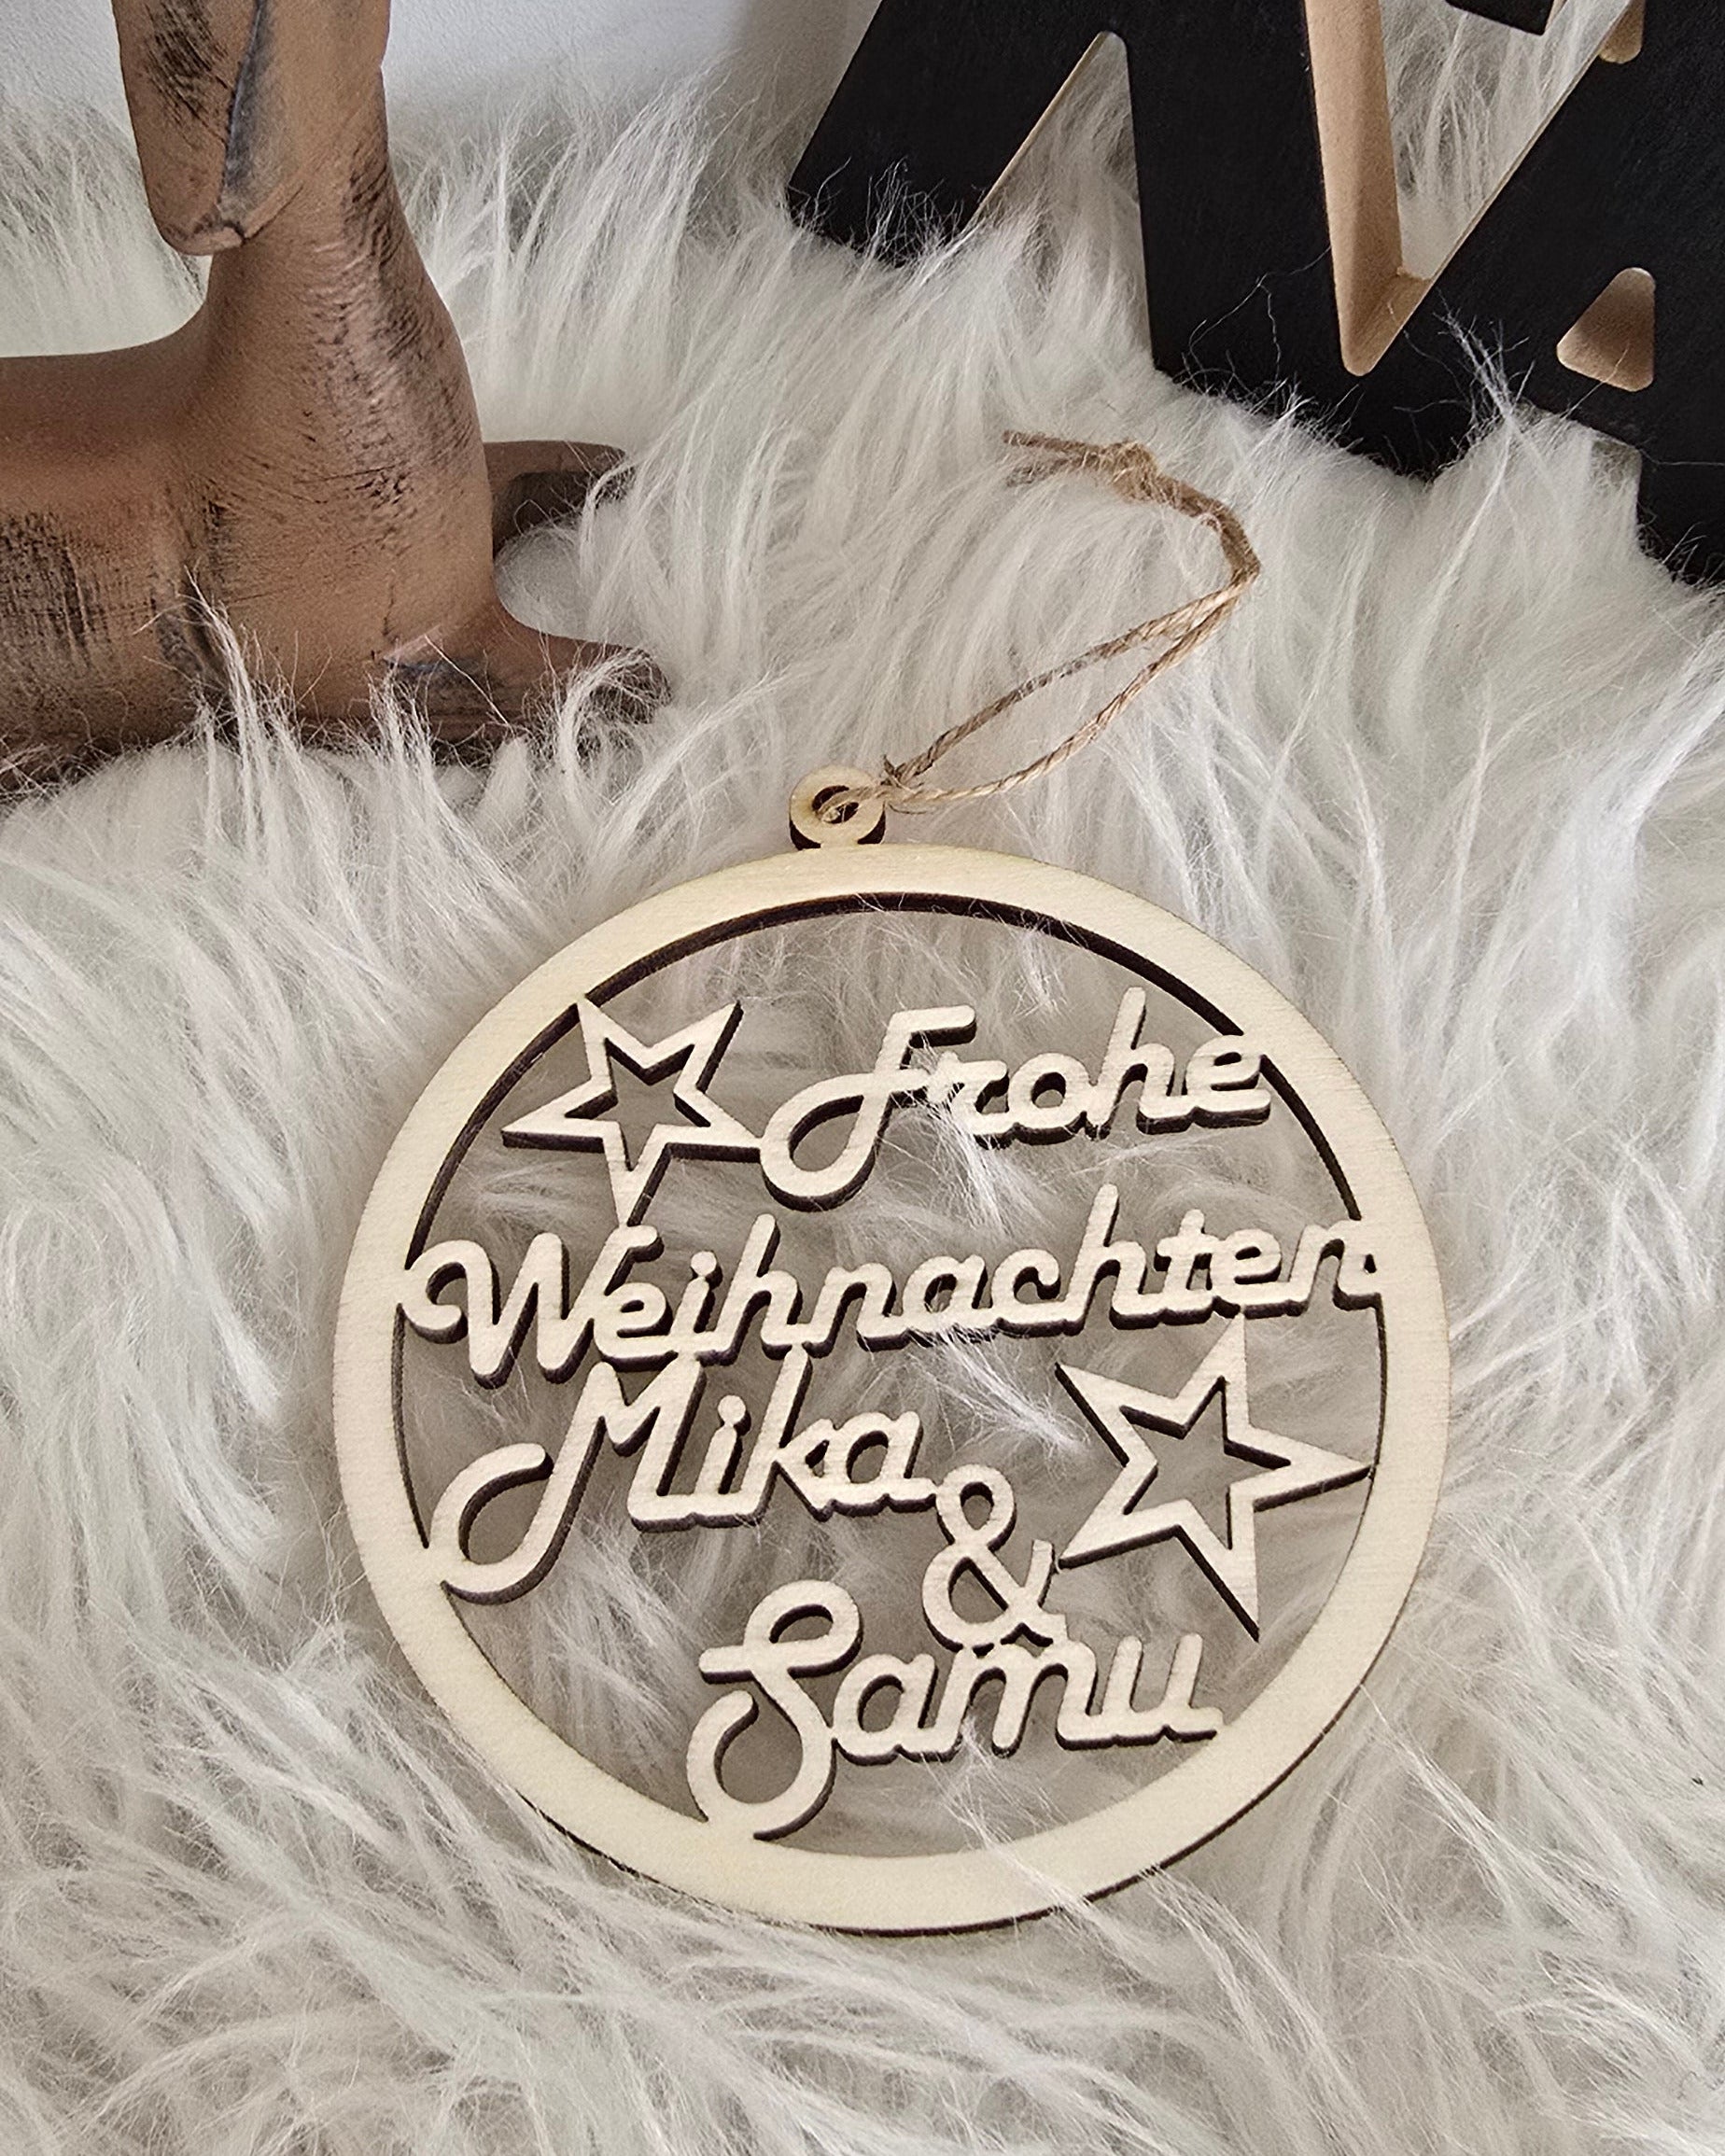 Frohe
Weihnachten
Mika
&
Samu